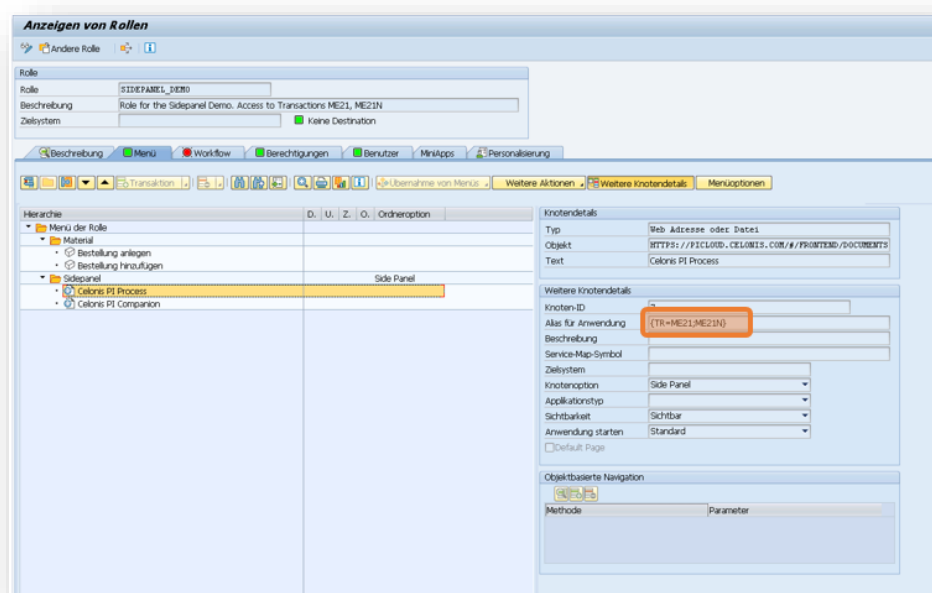 Anzeigen von Rollen
Andere Rolle
Rolle
Rolle SIDEPANEL_DEMO
Beschreibung Role for the Sidepanel Demo. Access to Transactions ME21, ME21N
Zielsystem Keine Destination
Beschreibung Menü Workflow Berechtigungen Benutzer MiniApps Personalisierung
Transaktion Übernahme von Menüs Weitere Aktionen Weitere Knotendetails Menüoptionen
Hierarchie D. U. Z. O. Ordneroption
Menü der Rolle
Material
Bestellung anlegen
Bestellung hinzufügen
Sidepanel Side Panel
Celonis PI Process
Celonis PI Companion
Knotendetails
Typ Web Adresse oder Datei
Objekt HTTPS://PICLOUD.CELONIS.COM/#/FRONTEND/DOCUMENTS
Text Celonis PI Process
Weitere Knotendetails
Knoten-ID
Alias für Anwendung {TR=ME21;ME21N}
Beschreibung
Service-Map-Symbol
Zielsystem
Knotenoption Side Panel
Applikationstyp
Sichtbarkeit Sichtbar
Anwendung starten Standard
Default Page
Objektbasierte Navigation
Methode Parameter